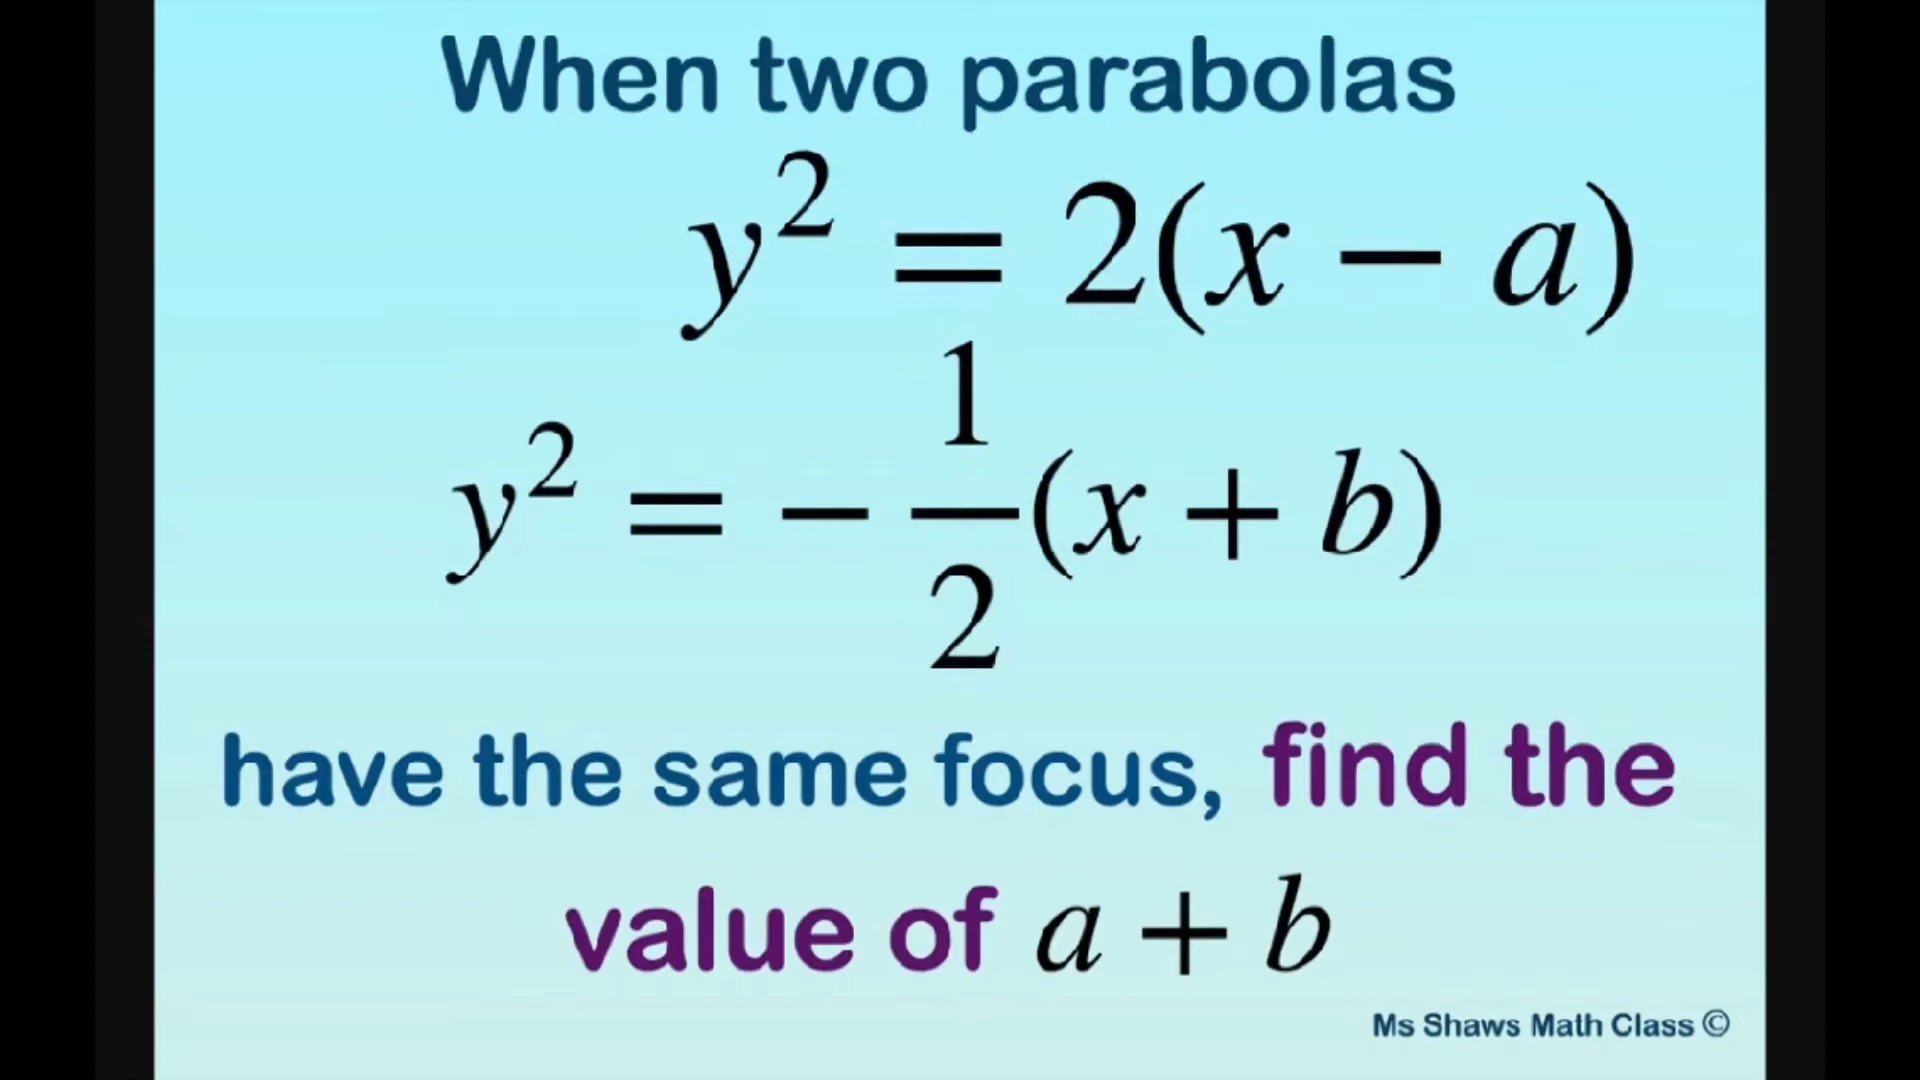 When two parabolas
y² = 2(x − a)
y² = −1/2(x + b)
have the same focus, find the
value of a + b
Ms Shaws Math Class ©